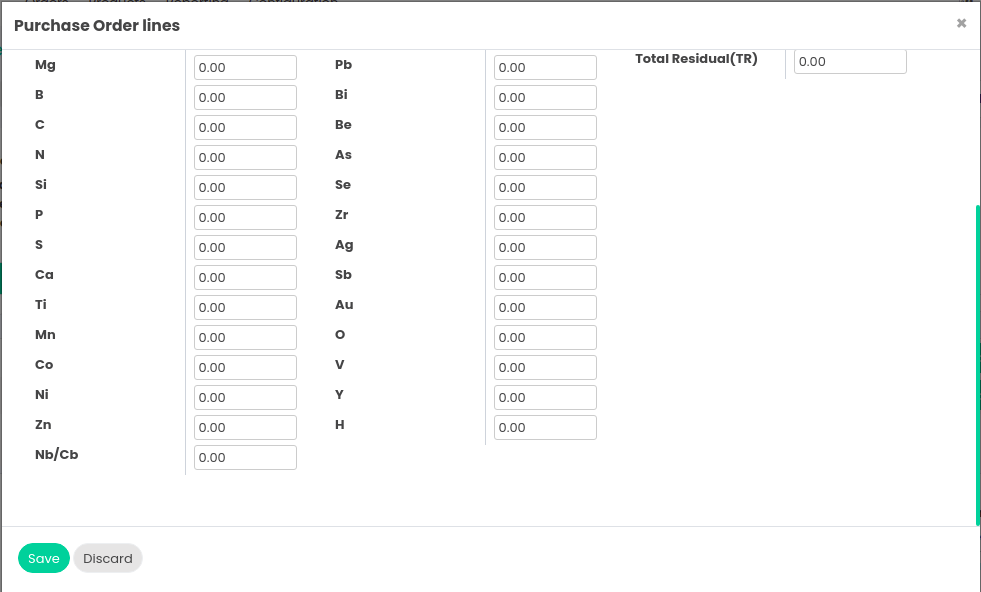 Orders Products Reporting Configuration
Purchase Order lines ×
Mg 0.00 Pb 0.00 Total Residual(TR) 0.00
B 0.00 Bi 0.00
C 0.00 Be 0.00
N 0.00 As 0.00
Si 0.00 Se 0.00
P 0.00 Zr 0.00
S 0.00 Ag 0.00
Ca 0.00 Sb 0.00
Ti 0.00 Au 0.00
Mn 0.00 O 0.00
Co 0.00 V 0.00
Ni 0.00 Y 0.00
Zn 0.00 H 0.00
Nb/Cb 0.00
Save Discard